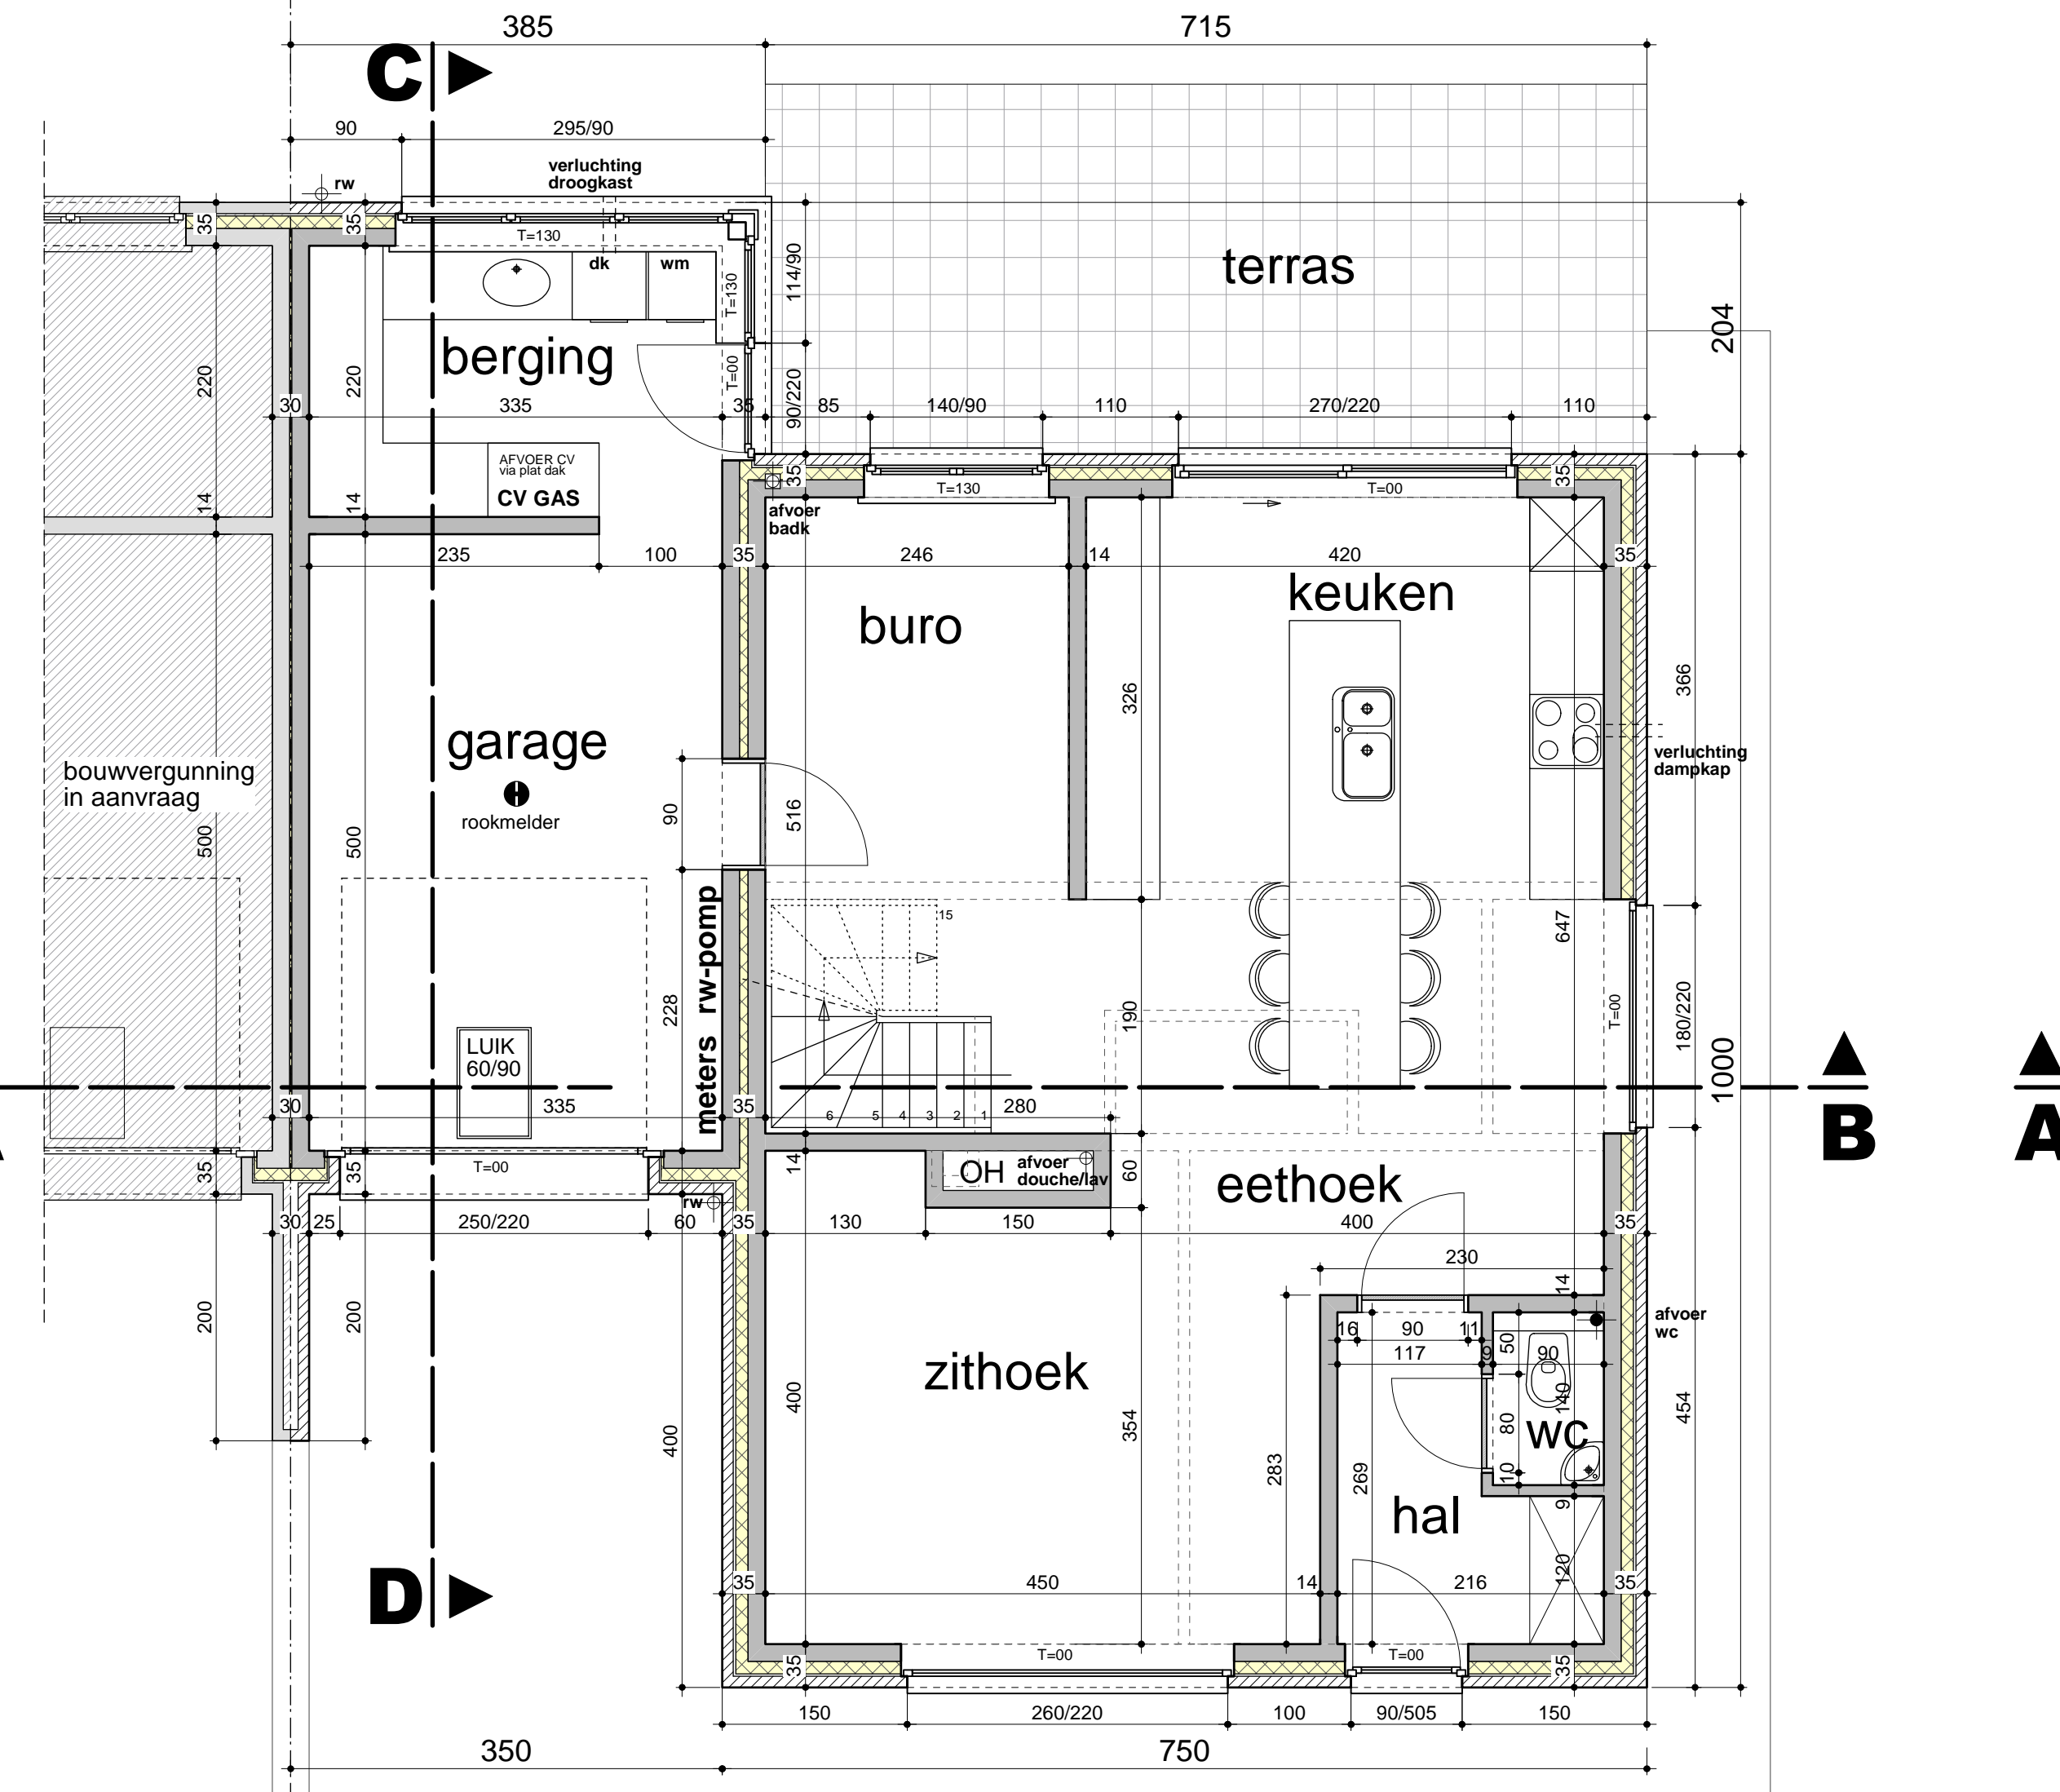 385
715
C
90
295/90
verluchting
droogkast
rw
35
35
T=130
dk
wm
T=130
114/90
terras
204
berging
220
220
T=00
90/220
30
335
35
85
140/90
110
270/220
110
AFVOER CV
via plat dak
CV GAS
35
T=130
T=00
35
14
14
afvoer
badk
235
100
35
246
14
420
35
keuken
buro
326
366
garage
verluchting
dampkap
bouwvergunning
in aanvraag
rookmelder
90
516
500
500
meters rw-pomp
15
647
228
190
T=00
180/220
1000
LUIK
60/90
30
335
35
6
5
4
3
2
1
280
B
A
35
35
T=00
14
OH
afvoer
douche/lav
60
eethoek
rw
30
25
250/220
60
35
130
150
400
35
230
14
200
200
afvoer
wc
16
90
11
50
117
9
90
zithoek
400
400
354
140
80
wc
454
283
269
10
9
hal
D
35
450
14
216
120
35
35
T=00
T=00
35
150
260/220
100
90/505
150
350
750